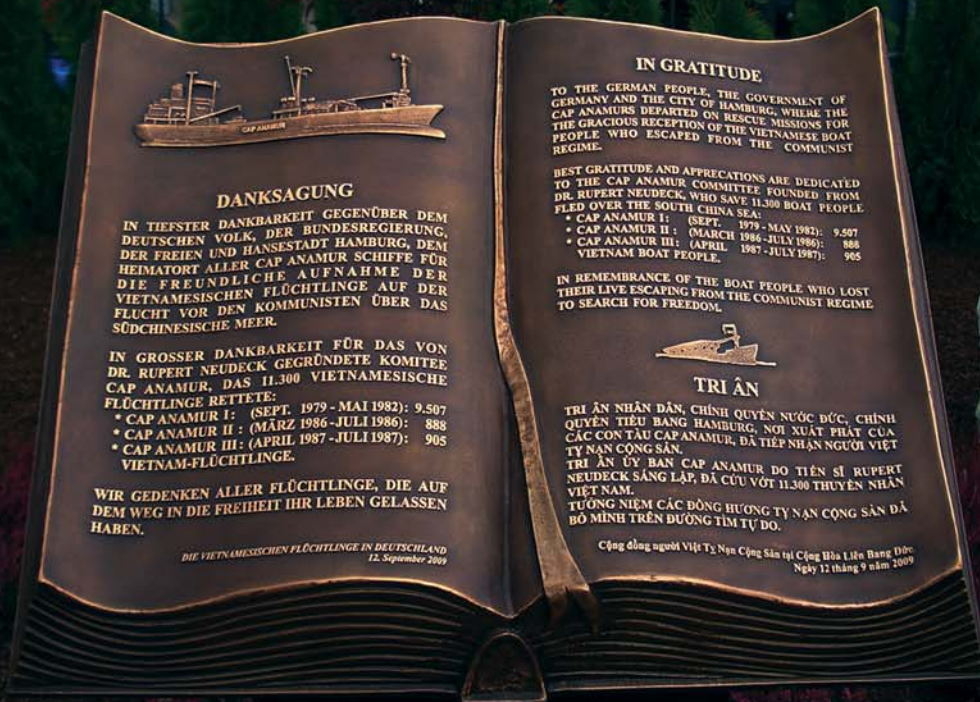 CAP ANAMUR
DANKSAGUNG
IN TIEFSTER DANKBARKEIT GEGENÜBER DEM
DEUTSCHEN VOLK, DER BUNDESREGIERUNG,
DER FREIEN UND HANSESTADT HAMBURG, DEM
HEIMATORT ALLER CAP ANAMUR SCHIFFE FÜR
DIE FREUNDLICHE AUFNAHME DER
VIETNAMESISCHEN FLÜCHTLINGE AUF DER
FLUCHT VOR DEN KOMMUNISTEN ÜBER DAS
SÜDCHINESISCHE MEER.
IN GROSSER DANKBARKEIT FÜR DAS VON
DR. RUPERT NEUDECK GEGRÜNDETE KOMITEE
CAP ANAMUR, DAS 11.300 VIETNAMESISCHE
FLÜCHTLINGE RETTETE:
* CAP ANAMUR I: (SEPT. 1979 - MAI 1982): 9.507
* CAP ANAMUR II : (MÄRZ 1986 -JULI 1986): 888
* CAP ANAMUR III: (APRIL 1987 -JULI 1987): 905
VIETNAM-FLÜCHTLINGE.
WIR GEDENKEN ALLER FLÜCHTLINGE, DIE AUF
DEM WEG IN DIE FREIHEIT IHR LEBEN GELASSEN
HABEN.
DIE VIETNAMESISCHEN FLÜCHTLINGE IN DEUTSCHLAND
12. September 2009
IN GRATITUDE
TO THE GERMAN PEOPLE, THE GOVERNMENT OF
GERMANY AND THE CITY OF HAMBURG, WHERE THE
CAP ANAMURS DEPARTED ON RESCUE MISSIONS FOR
THE GRACIOUS RECEPTION OF THE VIETNAMESE BOAT
PEOPLE WHO ESCAPED FROM THE COMMUNIST
REGIME.
BEST GRATITUDE AND APPRECATIONS ARE DEDICATED
TO THE CAP ANAMUR COMMITTEE FOUNDED FROM
DR. RUPERT NEUDECK, WHO SAVE 11.300 BOAT PEOPLE
FLED OVER THE SOUTH CHINA SEA:
* CAP ANAMUR I: (SEPT. 1979 - MAY 1982): 9.507
* CAP ANAMUR II : (MARCH 1986 -JULY 1986): 888
* CAP ANAMUR III : (APRIL 1987 -JULY 1987): 905
VIETNAM BOAT PEOPLE.
IN REMEMBRANCE OF THE BOAT PEOPLE WHO LOST
THEIR LIVE ESCAPING FROM THE COMMUNIST REGIME
TO SEARCH FOR FREEDOM.
TRI ÂN
TRI ÂN NHÂN DÂN, CHÍNH QUYỀN NƯỚC ĐỨC, CHÍNH
QUYỀN TIỂU BANG HAMBURG, NƠI XUẤT PHÁT CỦA
CÁC CON TÀU CAP ANAMUR, ĐÃ TIẾP NHẬN NGƯỜI VIỆT
TỴ NẠN CỘNG SẢN.
TRI ÂN ỦY BAN CAP ANAMUR DO TIẾN SĨ RUPERT
NEUDECK SÁNG LẬP, ĐÃ CỨU VỚT 11.300 THUYỀN NHÂN
VIỆT NAM.
TƯỞNG NIỆM CÁC ĐỒNG HƯƠNG TỴ NẠN CỘNG SẢN ĐÃ
BỎ MÌNH TRÊN ĐƯỜNG TÌM TỰ DO.
Cộng đồng người Việt Tỵ Nạn Cộng Sản tại Cộng Hòa Liên Bang Đức
Ngày 12 tháng 9 năm 2009